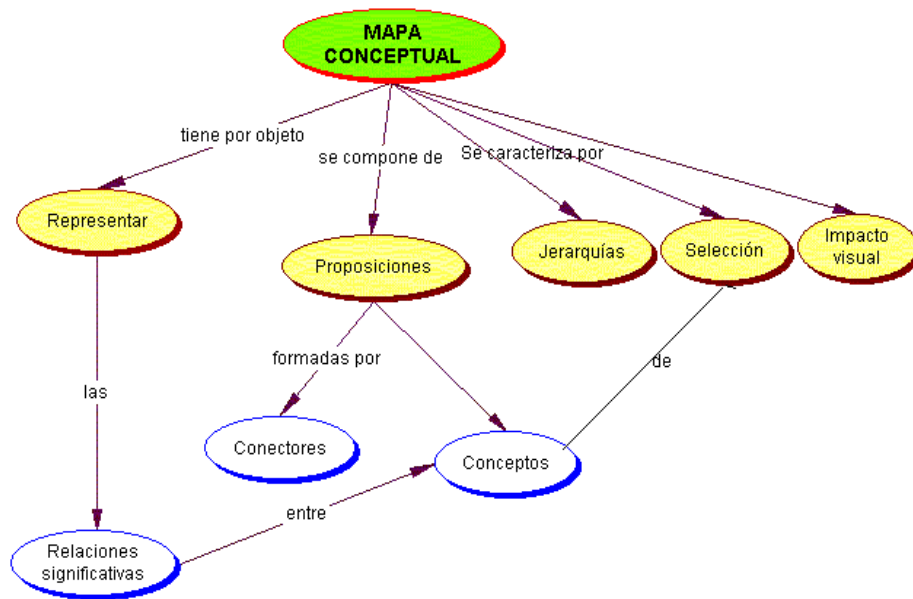 MAPA
CONCEPTUAL
tiene por objeto
se compone de
Se caracteriza por
Representar
Proposiciones
Jerarquías
Selección
Impacto
visual
las
formadas por
de
Conectores
Conceptos
entre
Relaciones
significativas